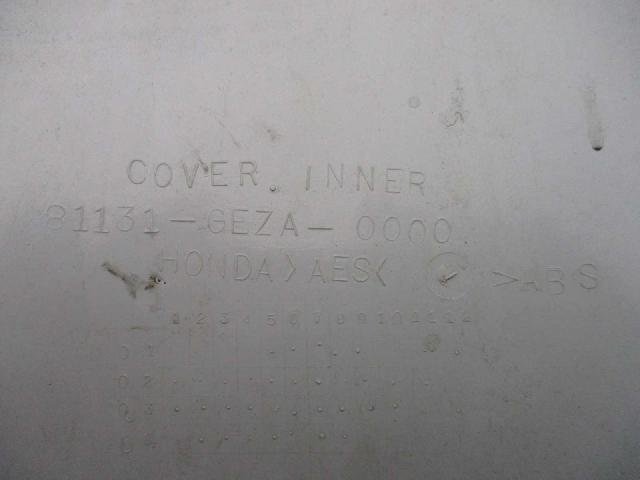 COVER. INNER
81131-GEZA-0000
HONDA >AES< >ABS
1 2 3 4 5 6 7 8 9 10 11 12
01
02
03
04